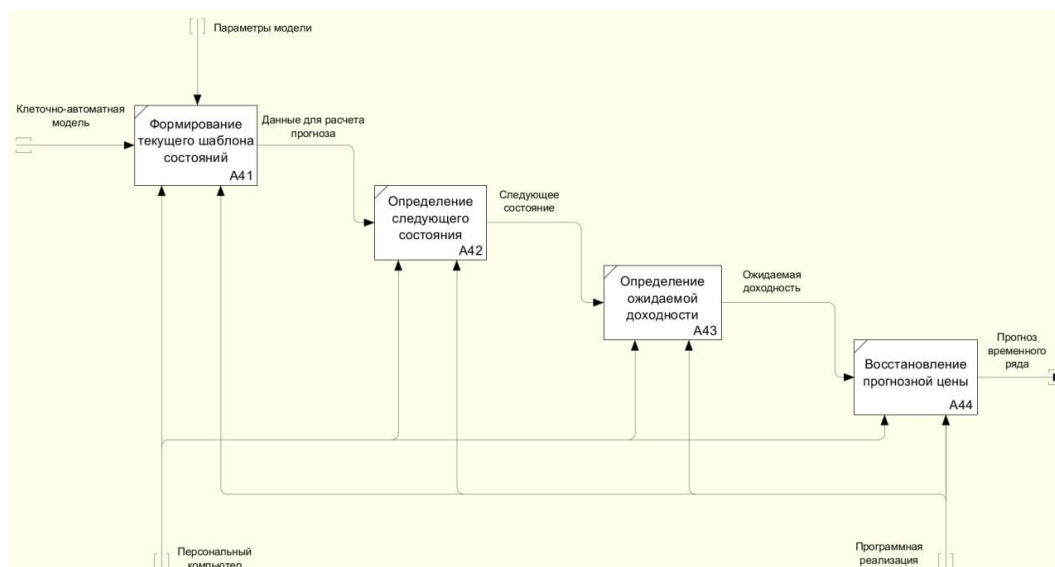 Параметры модели
Клеточно-автоматная
модель
Формирование
текущего шаблона
состояний
A41
Данные для расчета
прогноза
Определение
следующего
состояния
A42
Следующее
состояние
Определение
ожидаемой
доходности
A43
Ожидаемая
доходность
Восстановление
прогнозной цены
A44
Прогноз
временного
ряда
Персональный
компьютер
Программная
реализация